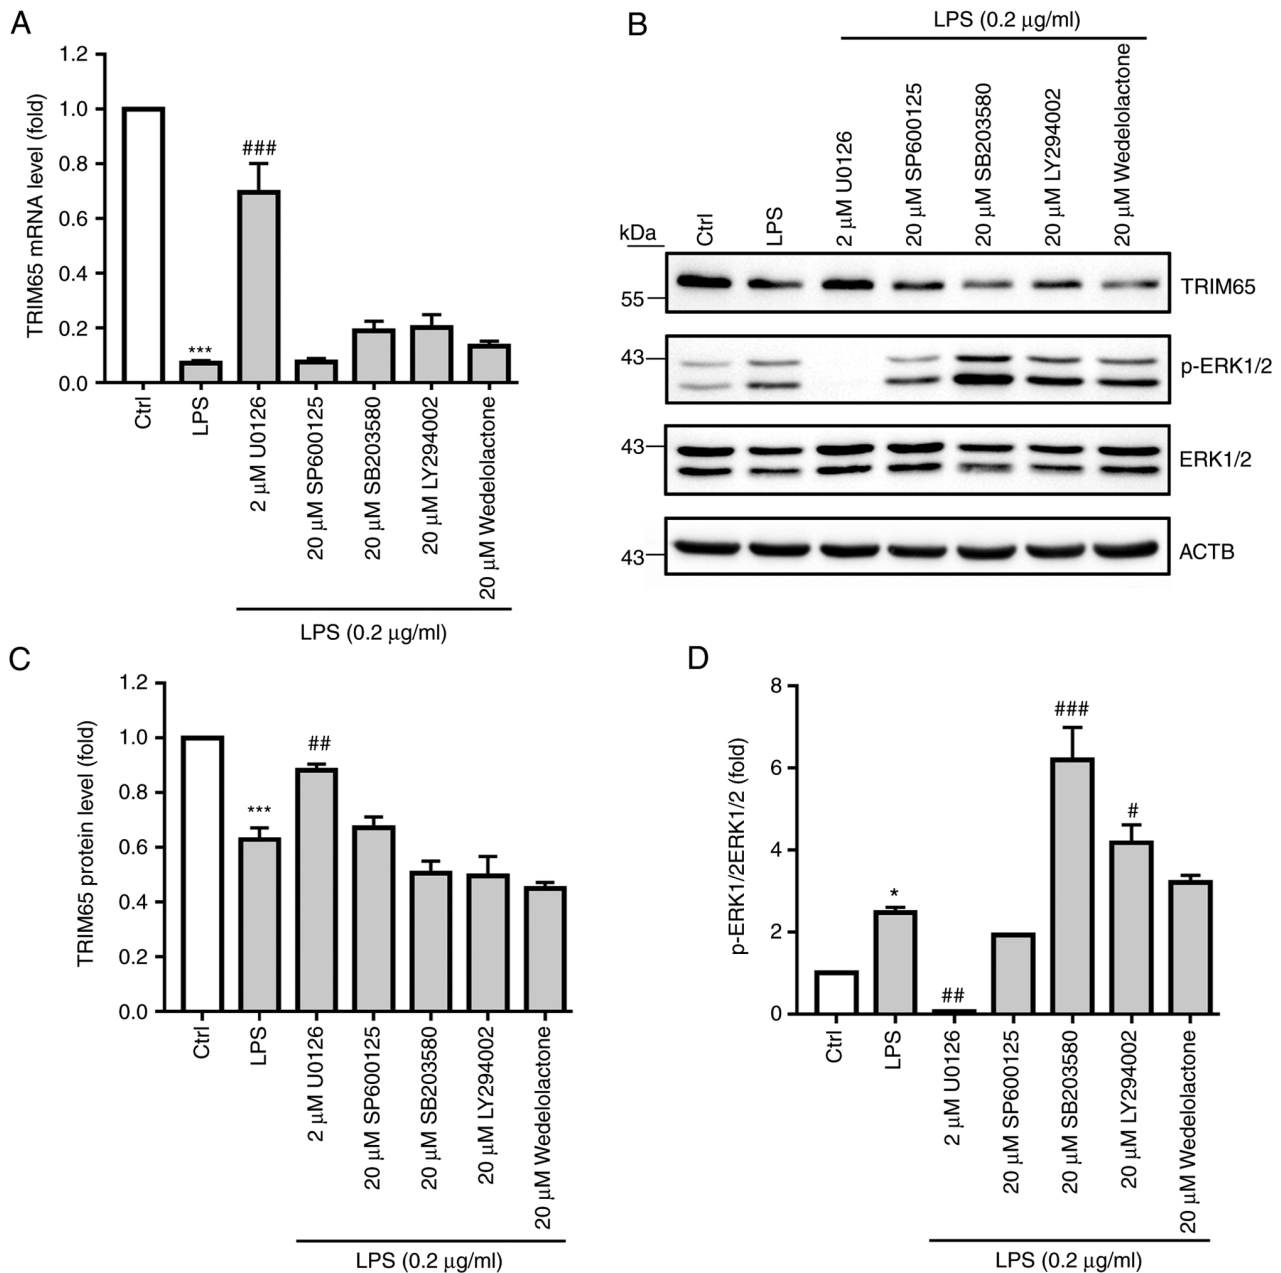 A
TRIM65 mRNA level (fold)
1.2
1.0
0.8
0.6
0.4
0.2
0.0
***
###
Ctrl
LPS
2 μM U0126
20 μM SP600125
20 μM SB203580
20 μM LY294002
20 μM Wedelolactone
LPS (0.2 μg/ml)
B
LPS (0.2 μg/ml)
kDa
Ctrl
LPS
2 μM U0126
20 μM SP600125
20 μM SB203580
20 μM LY294002
20 μM Wedelolactone
55
TRIM65
43
p-ERK1/2
43
ERK1/2
43
ACTB
C
TRIM65 protein level (fold)
1.2
1.0
0.8
0.6
0.4
0.2
0.0
***
##
Ctrl
LPS
2 μM U0126
20 μM SP600125
20 μM SB203580
20 μM LY294002
20 μM Wedelolactone
LPS (0.2 μg/ml)
D
p-ERK1/2ERK1/2 (fold)
8
6
4
2
0
*
##
###
#
Ctrl
LPS
2 μM U0126
20 μM SP600125
20 μM SB203580
20 μM LY294002
20 μM Wedelolactone
LPS (0.2 μg/ml)